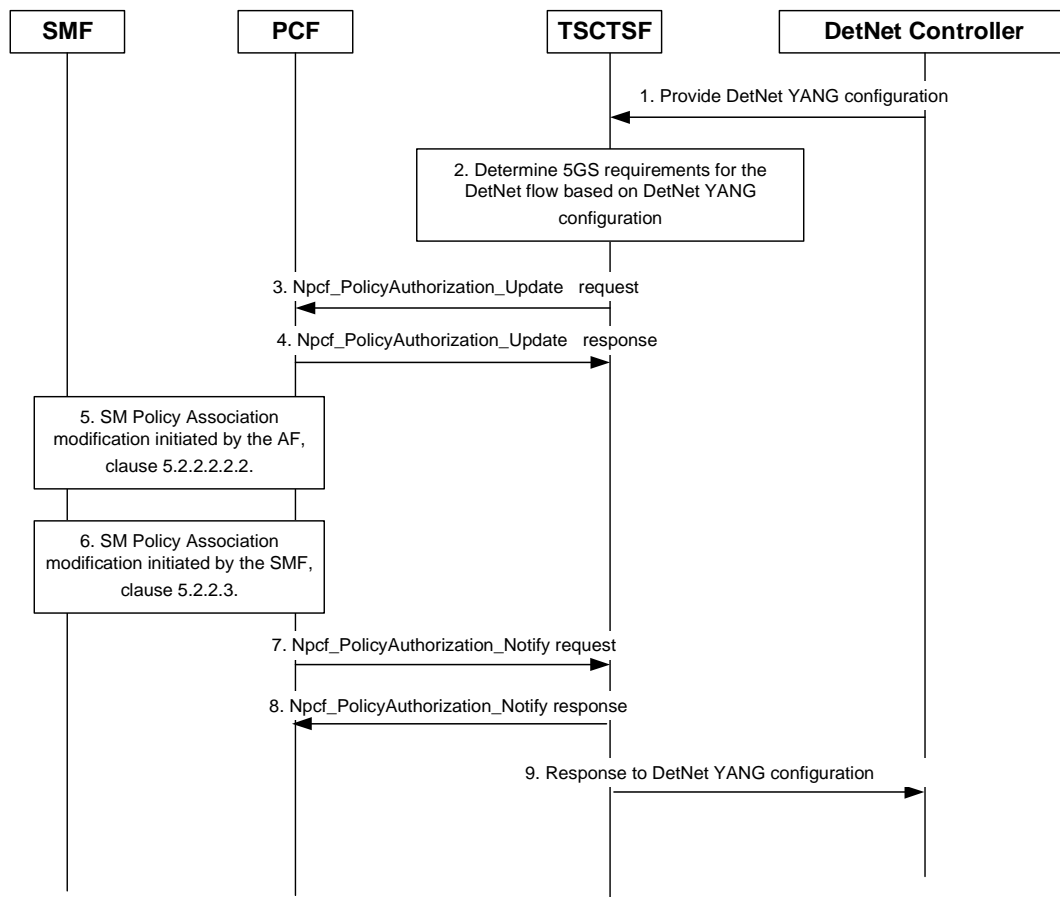 SMF
PCF
TSCTSF
DetNet Controller
1. Provide DetNet YANG configuration
2. Determine 5GS requirements for the
DetNet flow based on DetNet YANG
configuration
3. Npcf_PolicyAuthorization_Update request
4. Npcf_PolicyAuthorization_Update response
5. SM Policy Association
modification initiated by the AF,
clause 5.2.2.2.2.2.
6. SM Policy Association
modification initiated by the SMF,
clause 5.2.2.3.
7. Npcf_PolicyAuthorization_Notify request
8. Npcf_PolicyAuthorization_Notify response
9. Response to DetNet YANG configuration